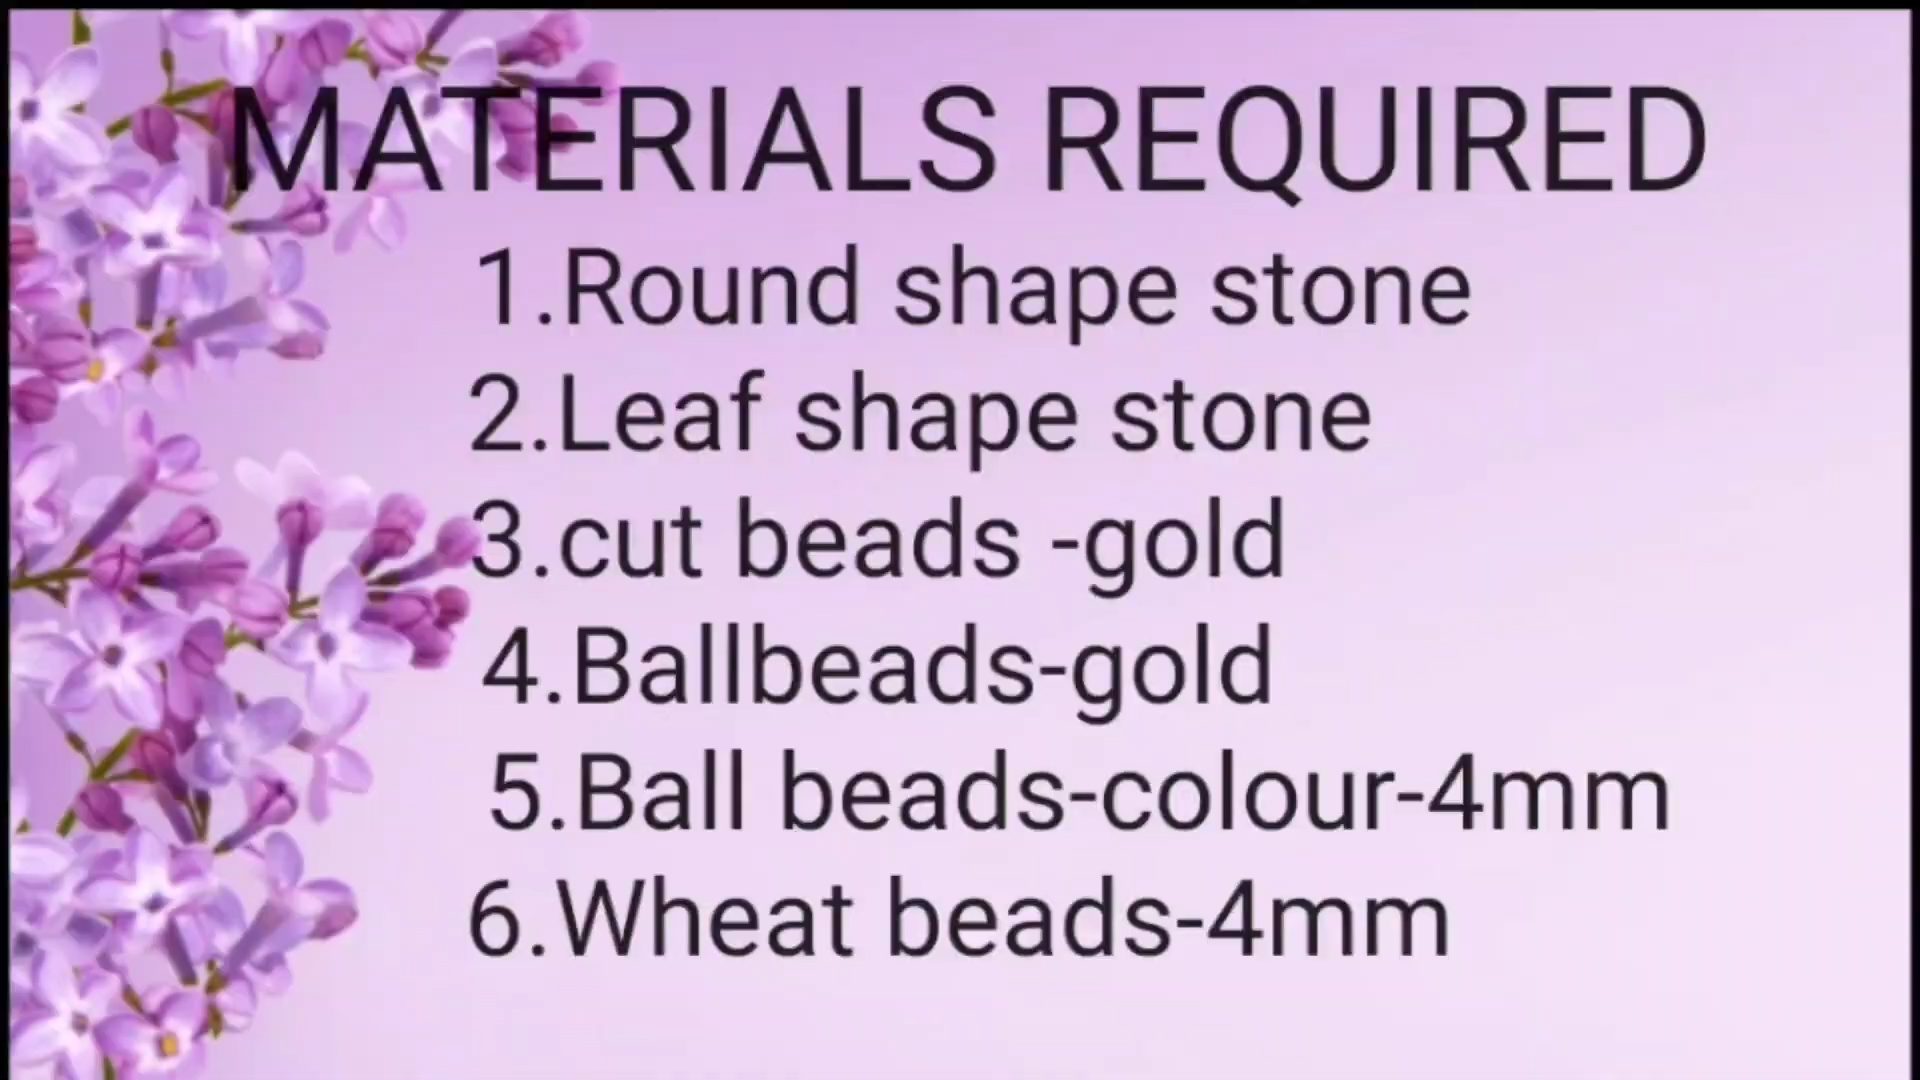 MATERIALS REQUIRED
1.Round shape stone
2.Leaf shape stone
3.cut beads -gold
4.Ballbeads-gold
5.Ball beads-colour-4mm
6.Wheat beads-4mm